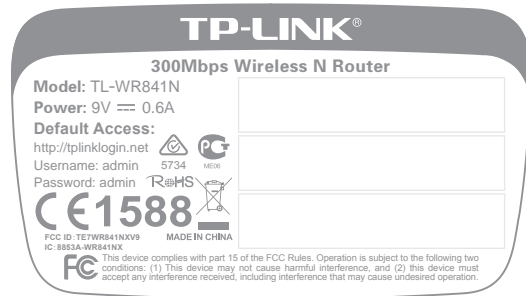 TP-LINK®
300Mbps Wireless N Router
Model: TL-WR841N
Power: 9V ⎓ 0.6A
Default Access:
http://tplinklogin.net
Username: admin 5734 ME06
Password: admin RoHS
CE1588
FCC ID: TE7WR841NXV9 MADE IN CHINA
IC: 8853A-WR841NX
FC This device complies with part 15 of the FCC Rules. Operation is subject to the following two
conditions: (1) This device may not cause harmful interference, and (2) this device must
accept any interference received, including interference that may cause undesired operation.